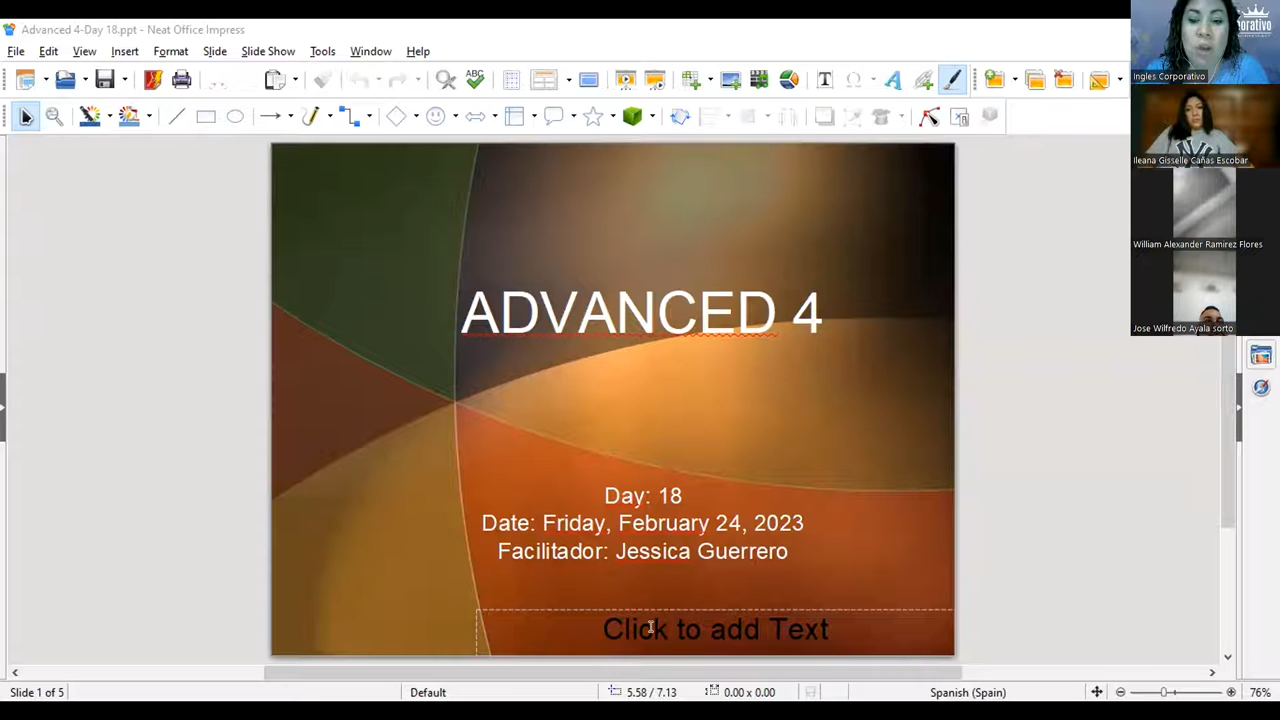 Advanced 4-Day 18.ppt - Neat Office Impress
File Edit View Insert Format Slide Slide Show Tools Window Help
ADVANCED 4
Day: 18
Date: Friday, February 24, 2023
Facilitador: Jessica Guerrero
Click to add Text
Slide 1 of 5
Default
5.58 / 7.13
0.00 x 0.00
Spanish (Spain)
76%
Ingles Corporativo
Ileana Gisselle Cañas Escobar
William Alexander Ramirez Flores
Jose Wilfredo Ayala sorto